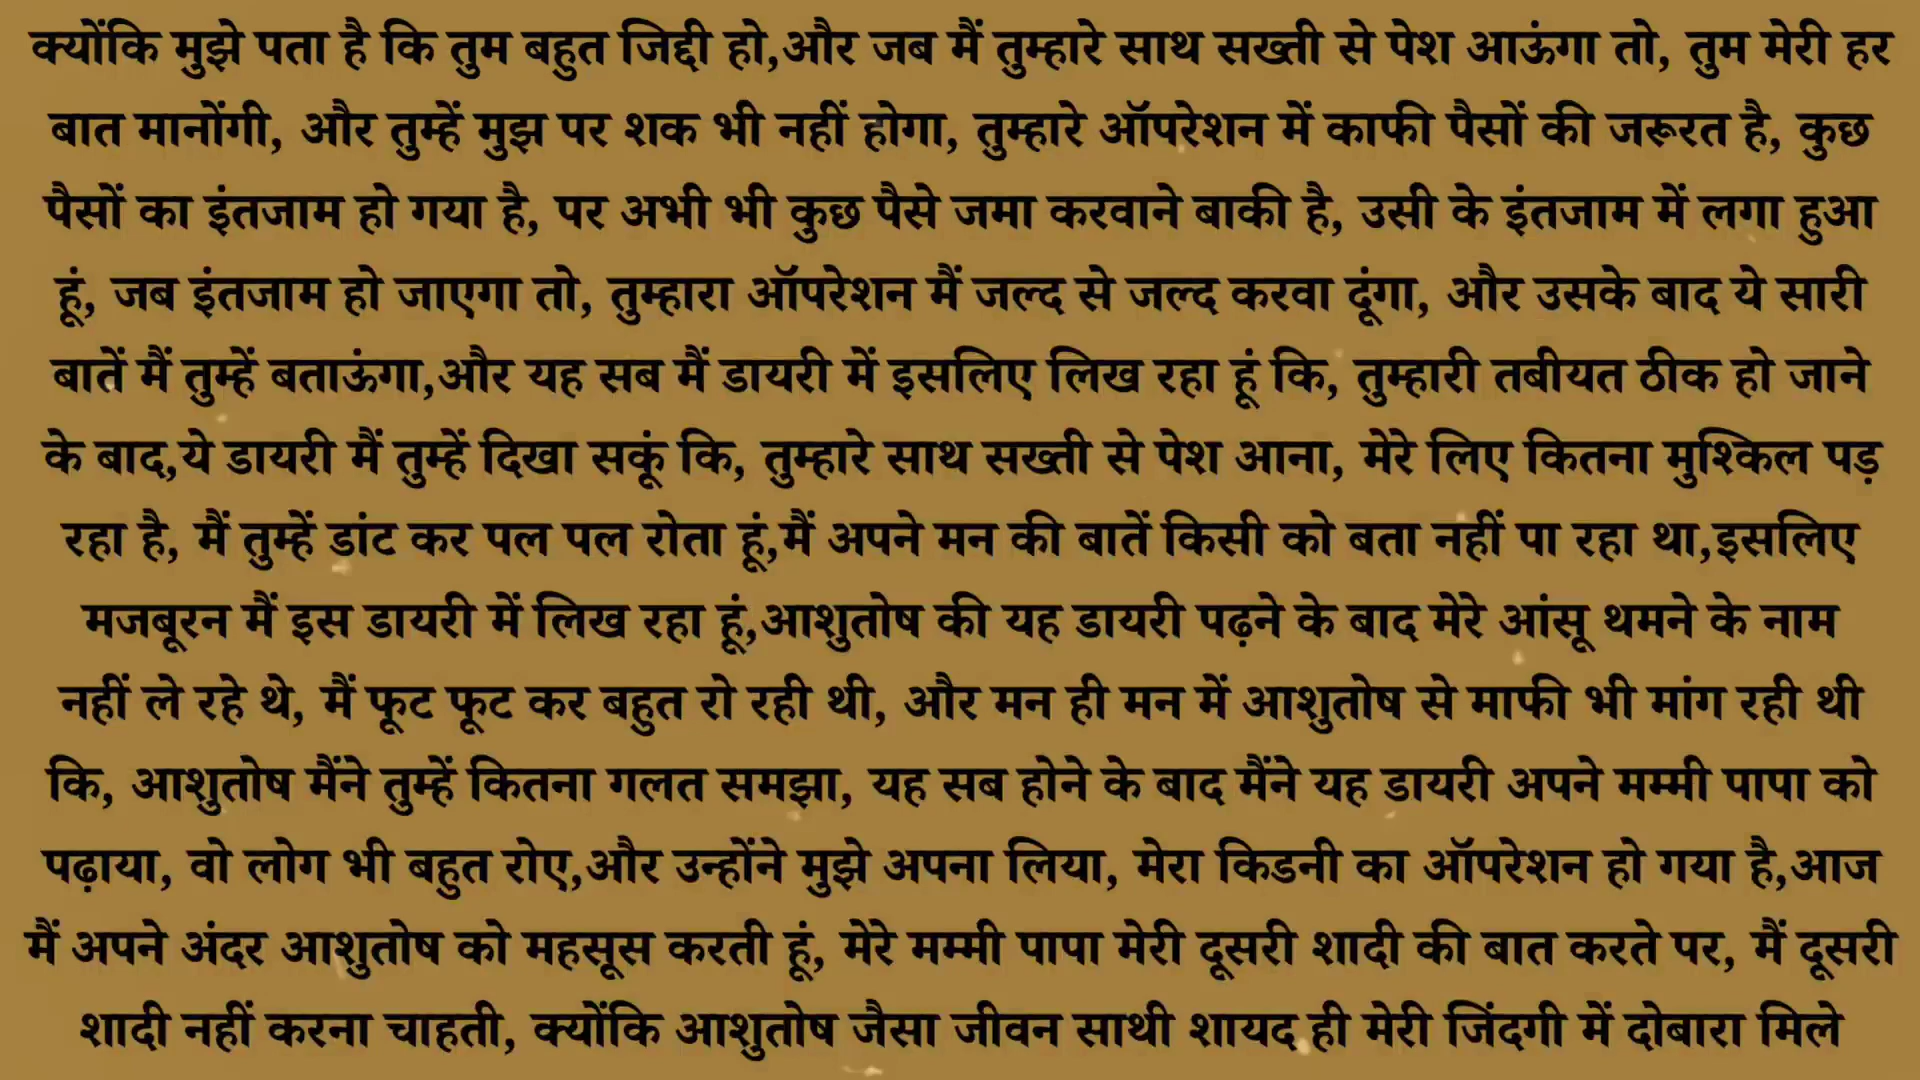 क्योंकि मुझे पता है कि तुम बहुत जिद्दी हो,और जब मैं तुम्हारे साथ सख्ती से पेश आऊंगा तो, तुम मेरी हर
बात मानोंगी, और तुम्हें मुझ पर शक भी नहीं होगा, तुम्हारे ऑपरेशन में काफी पैसों की जरूरत है, कुछ
पैसों का इंतजाम हो गया है, पर अभी भी कुछ पैसे जमा करवाने बाकी है, उसी के इंतजाम में लगा हुआ
हूं, जब इंतजाम हो जाएगा तो, तुम्हारा ऑपरेशन मैं जल्द से जल्द करवा दूंगा, और उसके बाद ये सारी
बातें मैं तुम्हें बताऊंगा,और यह सब मैं डायरी में इसलिए लिख रहा हूं कि, तुम्हारी तबीयत ठीक हो जाने
के बाद,ये डायरी मैं तुम्हें दिखा सकूं कि, तुम्हारे साथ सख्ती से पेश आना, मेरे लिए कितना मुश्किल पड़
रहा है, मैं तुम्हें डांट कर पल पल रोता हूं,मैं अपने मन की बातें किसी को बता नहीं पा रहा था,इसलिए
मजबूरन मैं इस डायरी में लिख रहा हूं,आशुतोष की यह डायरी पढ़ने के बाद मेरे आंसू थमने के नाम
नहीं ले रहे थे, मैं फूट फूट कर बहुत रो रही थी, और मन ही मन में आशुतोष से माफी भी मांग रही थी
कि, आशुतोष मैंने तुम्हें कितना गलत समझा, यह सब होने के बाद मैंने यह डायरी अपने मम्मी पापा को
पढ़ाया, वो लोग भी बहुत रोए,और उन्होंने मुझे अपना लिया, मेरा किडनी का ऑपरेशन हो गया है,आज
मैं अपने अंदर आशुतोष को महसूस करती हूं, मेरे मम्मी पापा मेरी दूसरी शादी की बात करते पर, मैं दूसरी
शादी नहीं करना चाहती, क्योंकि आशुतोष जैसा जीवन साथी शायद ही मेरी जिंदगी में दोबारा मिले